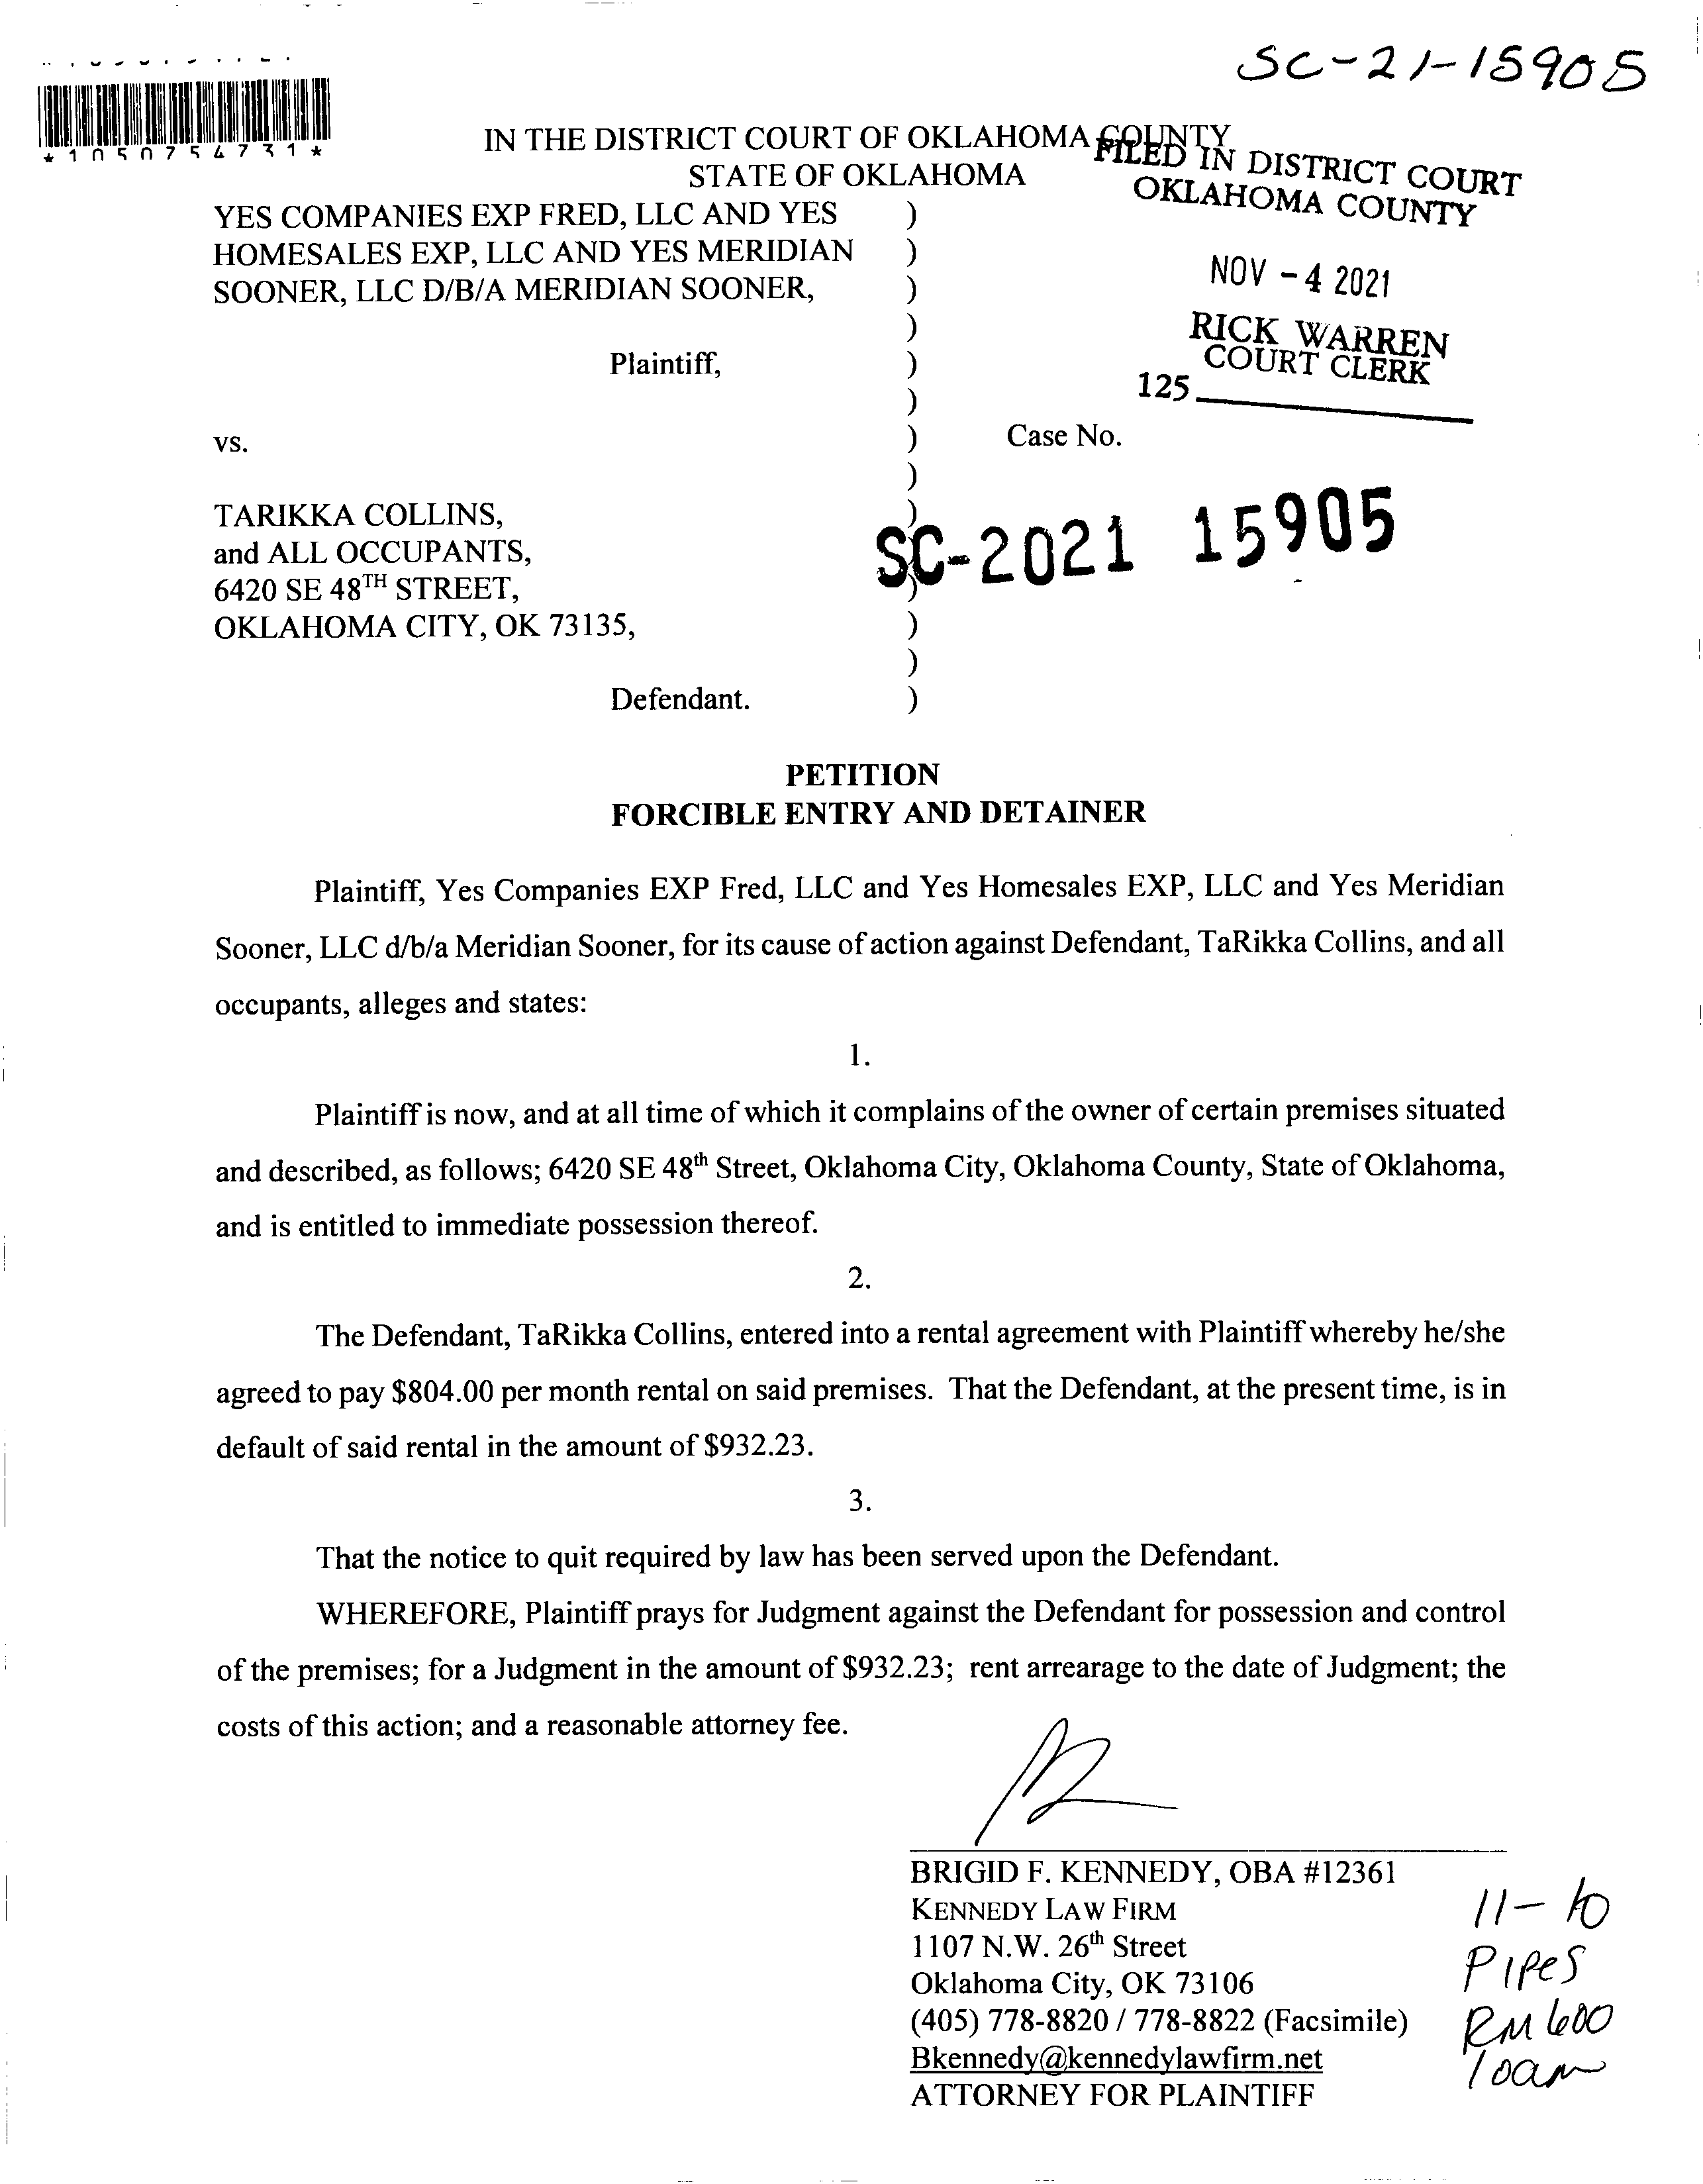 SC-21-15905
*1050754731*
IN THE DISTRICT COURT OF OKLAHOMA COUNTY
STATE OF OKLAHOMA
FILED IN DISTRICT COURT
OKLAHOMA COUNTY
NOV -4 2021
RICK WARREN
COURT CLERK
125
YES COMPANIES EXP FRED, LLC AND YES )
HOMESALES EXP, LLC AND YES MERIDIAN )
SOONER, LLC D/B/A MERIDIAN SOONER, )
)
Plaintiff, )
)
vs. ) Case No.
)
TARIKKA COLLINS, )
and ALL OCCUPANTS,
SC-2021 15905
6420 SE 48TH STREET, )
OKLAHOMA CITY, OK 73135, )
)
Defendant. )
PETITION
FORCIBLE ENTRY AND DETAINER
Plaintiff, Yes Companies EXP Fred, LLC and Yes Homesales EXP, LLC and Yes Meridian
Sooner, LLC d/b/a Meridian Sooner, for its cause of action against Defendant, TaRikka Collins, and all
occupants, alleges and states:
1.
Plaintiff is now, and at all time of which it complains of the owner of certain premises situated
and described, as follows; 6420 SE 48th Street, Oklahoma City, Oklahoma County, State of Oklahoma,
and is entitled to immediate possession thereof.
2.
The Defendant, TaRikka Collins, entered into a rental agreement with Plaintiff whereby he/she
agreed to pay $804.00 per month rental on said premises. That the Defendant, at the present time, is in
default of said rental in the amount of $932.23.
3.
That the notice to quit required by law has been served upon the Defendant.
WHEREFORE, Plaintiff prays for Judgment against the Defendant for possession and control
of the premises; for a Judgment in the amount of $932.23; rent arrearage to the date of Judgment; the
costs of this action; and a reasonable attorney fee.
BRIGID F. KENNEDY, OBA #12361
KENNEDY LAW FIRM
1107 N.W. 26th Street
Oklahoma City, OK 73106
(405) 778-8820 / 778-8822 (Facsimile)
Bkennedy@kennedylawfirm.net
ATTORNEY FOR PLAINTIFF
11-10
PIPES
RM 600
10am